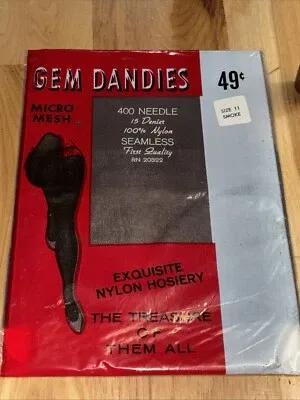 GEM DANDIES
49¢
MICRO
MESH
400 NEEDLE
15 Denier
100% Nylon
SEAMLESS
First Quality
RN 20922
SIZE 11
SMOKE
EXQUISITE
NYLON HOSIERY
THE TREASURE
OF
THEM ALL